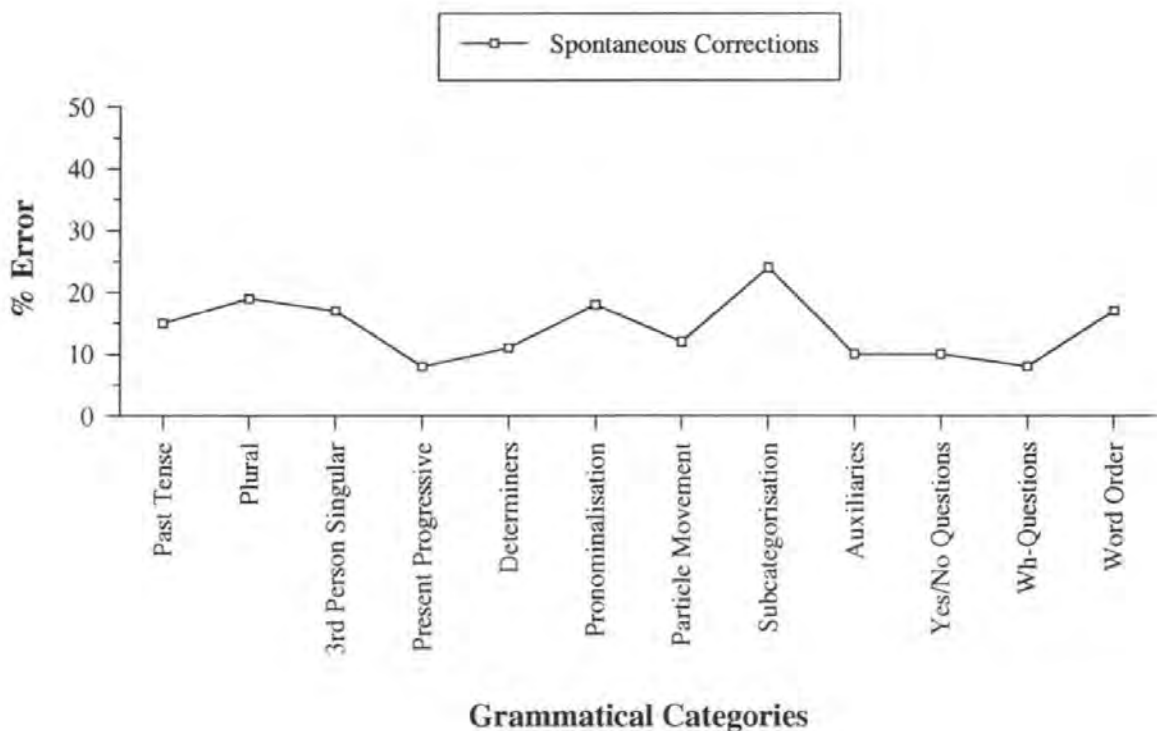 Spontaneous Corrections
50
40
30
20
10
0
% Error
Past Tense
Plural
3rd Person Singular
Present Progressive
Determiners
Pronominalisation
Particle Movement
Subcategorisation
Auxiliaries
Yes/No Questions
Wh-Questions
Word Order
Grammatical Categories